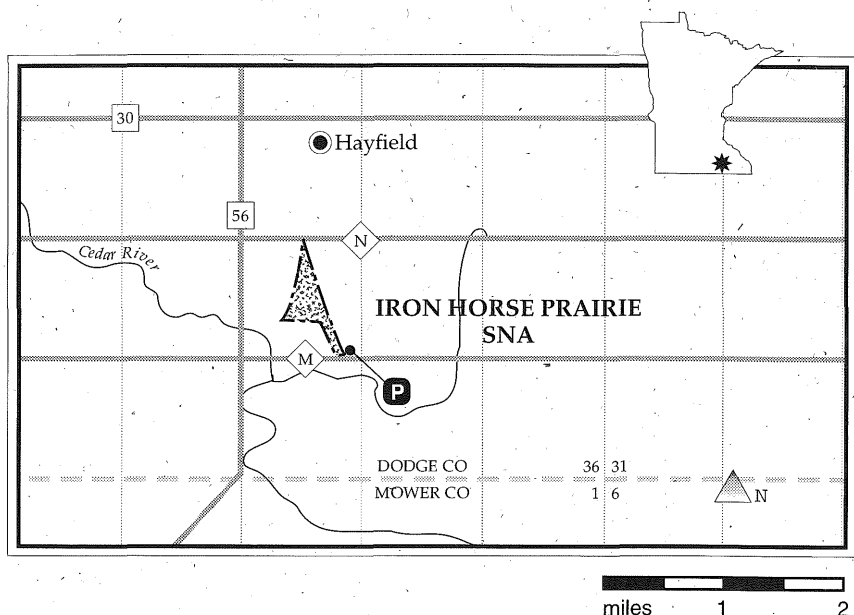 30
Hayfield
56
Cedar River
N
IRON HORSE PRAIRIE
SNA
M
P
DODGE CO 36 31
MOWER CO 1 6
N
miles 1 2